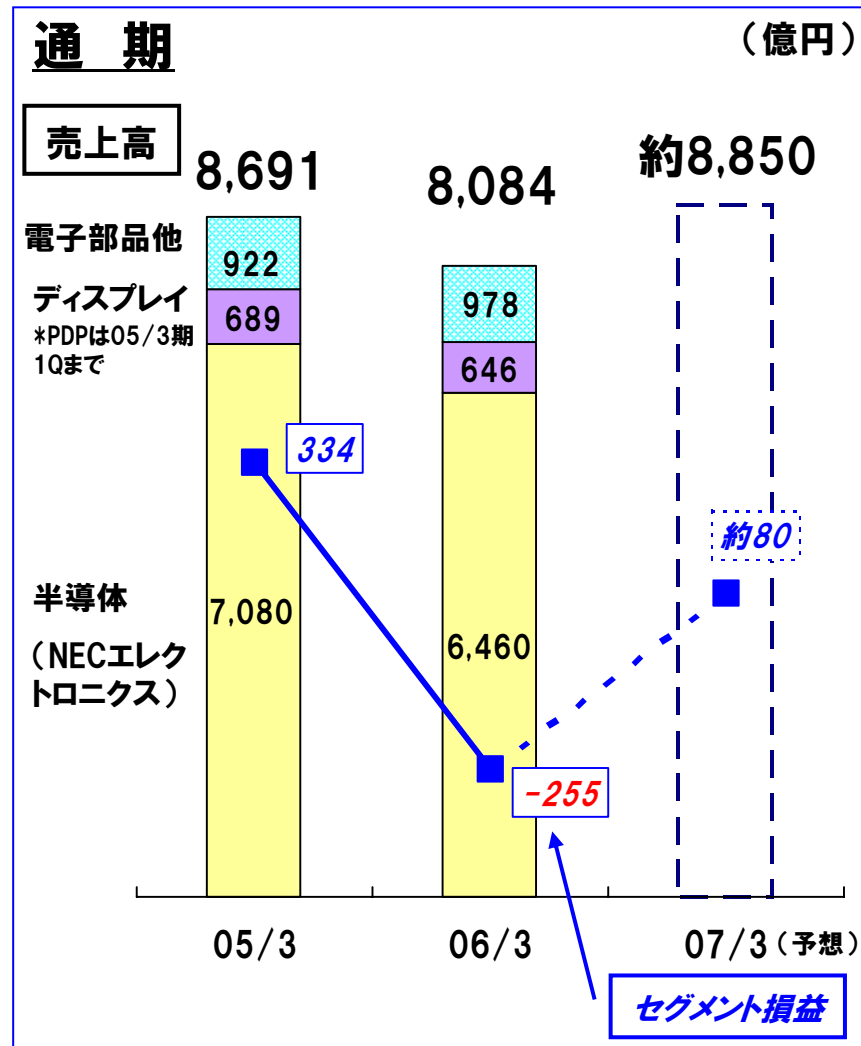 通　期
（億円）
売上高
8,691
8,084
約8,850
電子部品他
922
978
ディスプレイ
*PDPは05/3期
1Qまで
689
646
334
約80
半導体
（NECエレク
トロニクス）
7,080
6,460
-255
05/3
06/3
07/3（予想）
セグメント損益